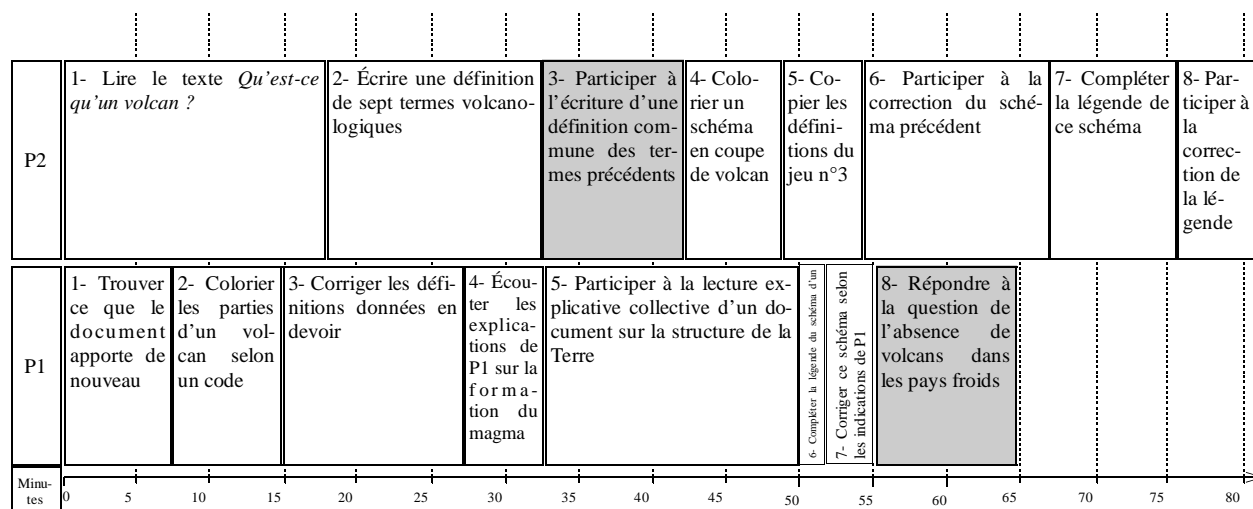 P2
1- Lire le texte Qu’est-ce
qu’un volcan ?
2- Écrire une définition
de sept termes volcano-
logiques
3- Participer à
l’écriture d’une
définition com-
mune des ter-
mes précédents
4- Colo-
rier un
schéma
en coupe
de volcan
5- Co-
pier les
défini-
tions du
jeu n°3
6- Participer à la
correction du sché-
ma précédent
7- Compléter
la légende de
ce schéma
8- Par-
ticiper à
la
correc-
tion de
la lé-
gende
P1
1- Trouver
ce que le
document
apporte de
nouveau
2- Colorier
les parties
d’un vol-
can selon
un code
3- Corriger les défi-
nitions données en
devoir
4- Écou-
ter les
explica-
tions de
P1 sur la
forma-
tion du
magma
5- Participer à la lecture ex-
plicative collective d’un do-
cument sur la structure de la
Terre
6- Compléter la légende du schéma d’un
7- Corriger ce schéma selon
les indications de P1
8- Répondre à
la question de
l’absence de
volcans dans
les pays froids
Minu-
tes
0 5 10 15 20 25 30 35 40 45 50 55 60 65 70 75 80